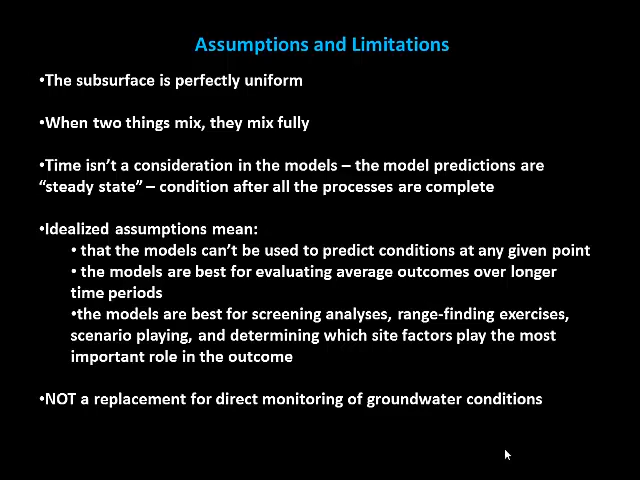 Assumptions and Limitations
•The subsurface is perfectly uniform
•When two things mix, they mix fully
•Time isn't a consideration in the models – the model predictions are
“steady state” – condition after all the processes are complete
•Idealized assumptions mean:
• that the models can't be used to predict conditions at any given point
• the models are best for evaluating average outcomes over longer
time periods
•the models are best for screening analyses, range-finding exercises,
scenario playing, and determining which site factors play the most
important role in the outcome
•NOT a replacement for direct monitoring of groundwater conditions